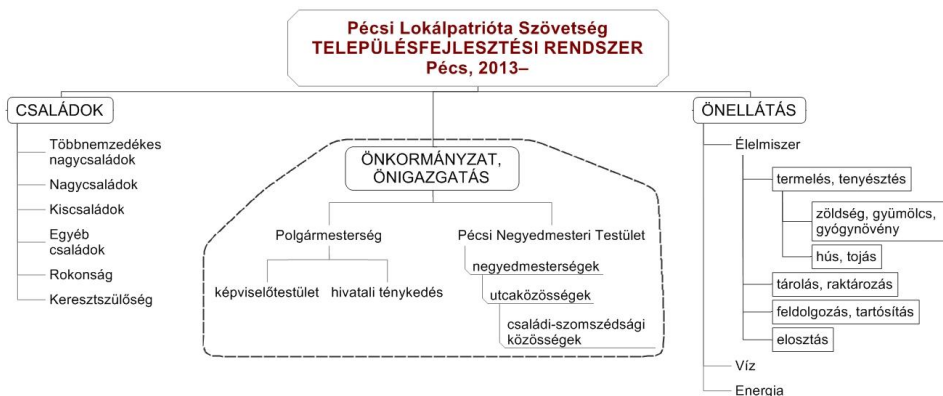 Pécsi Lokálpatrióta Szövetség
TELEPÜLÉSFEJLESZTÉSI RENDSZER
Pécs, 2013–
CSALÁDOK
Többnemzedékes
nagycsaládok
Nagycsaládok
Kiscsaládok
Egyéb
családok
Rokonság
Keresztszülőség
ÖNKORMÁNYZAT,
ÖNIGAZGATÁS
Polgármesterség
képviselőtestület
hivatali ténykedés
Pécsi Negyedmesteri Testület
negyedmesterségek
utcaközösségek
családi-szomszédsági
közösségek
ÖNELLÁTÁS
Élelmiszer
termelés, tenyésztés
zöldség, gyümölcs,
gyógynövény
hús, tojás
tárolás, raktározás
feldolgozás, tartósítás
elosztás
Víz
Energia